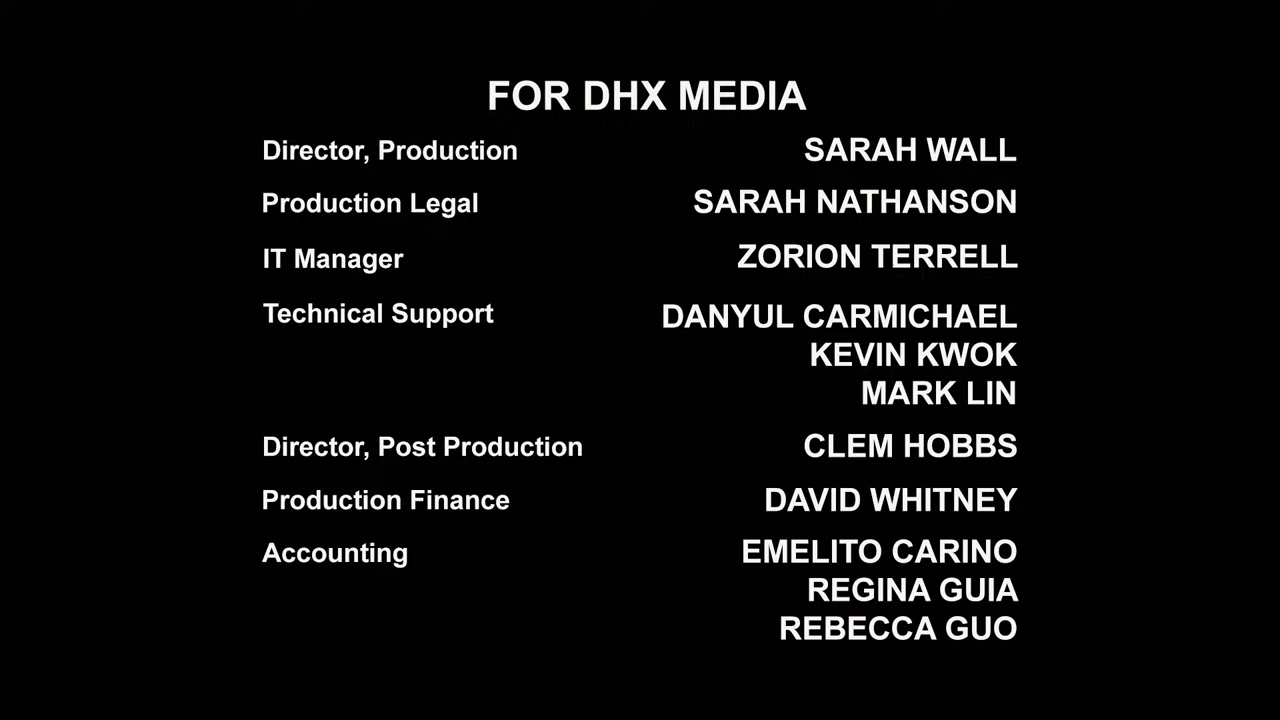 FOR DHX MEDIA
Director, Production SARAH WALL
Production Legal SARAH NATHANSON
IT Manager ZORION TERRELL
Technical Support DANYUL CARMICHAEL
KEVIN KWOK
MARK LIN
Director, Post Production CLEM HOBBS
Production Finance DAVID WHITNEY
Accounting EMELITO CARINO
REGINA GUIA
REBECCA GUO